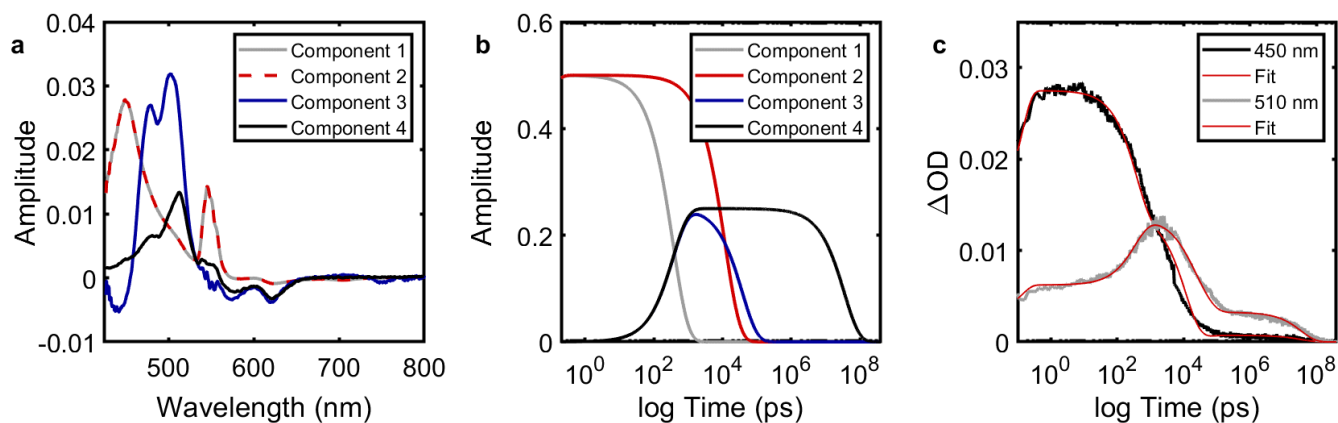 a
0.04
0.03
0.02
0.01
0
-0.01
Amplitude
500
600
700
800
Wavelength (nm)
Component 1
Component 2
Component 3
Component 4
b
0.6
0.4
0.2
0
Amplitude
10^0
10^2
10^4
10^6
10^8
log Time (ps)
Component 1
Component 2
Component 3
Component 4
c
0.03
0.02
0.01
0
ΔOD
10^0
10^2
10^4
10^6
10^8
log Time (ps)
450 nm
Fit
510 nm
Fit